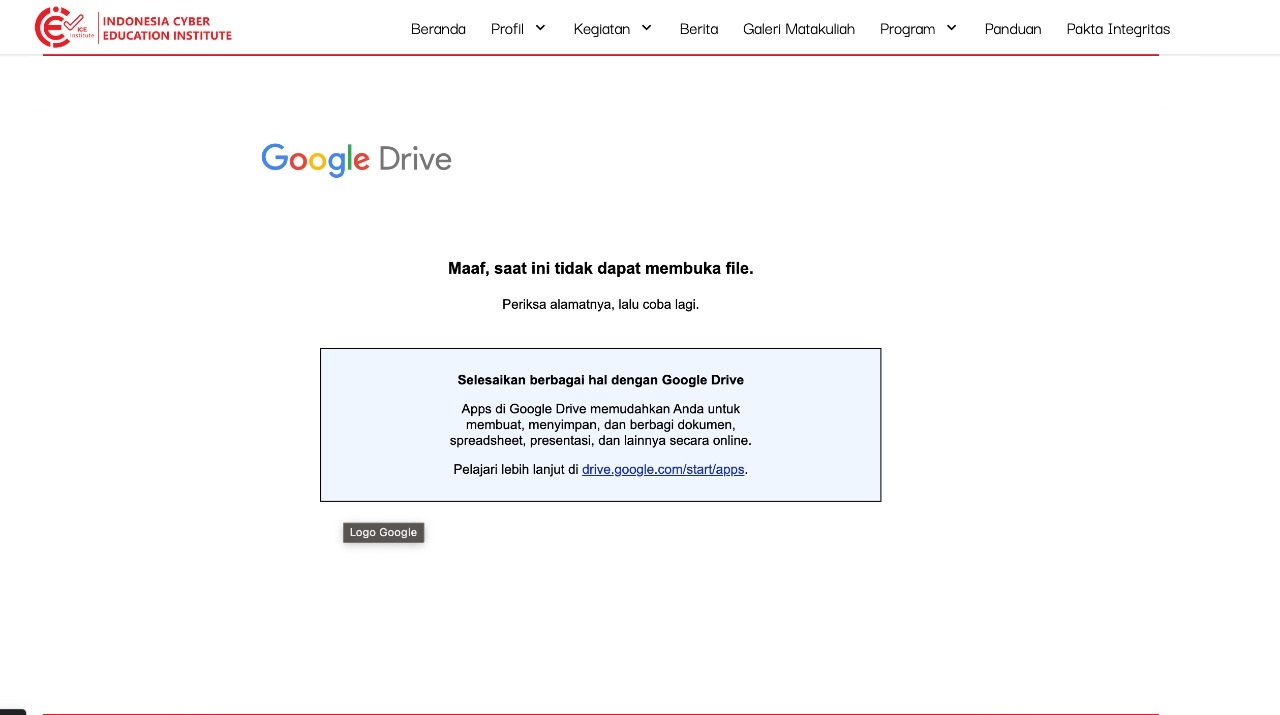 INDONESIA CYBER
EDUCATION INSTITUTE
ICE
Institute
Beranda Profil Kegiatan Berita Galeri Matakuliah Program Panduan Pakta Integritas
Google Drive
Maaf, saat ini tidak dapat membuka file.
Periksa alamatnya, lalu coba lagi.
Selesaikan berbagai hal dengan Google Drive
Apps di Google Drive memudahkan Anda untuk
membuat, menyimpan, dan berbagi dokumen,
spreadsheet, presentasi, dan lainnya secara online.
Pelajari lebih lanjut di drive.google.com/start/apps.
Logo Google